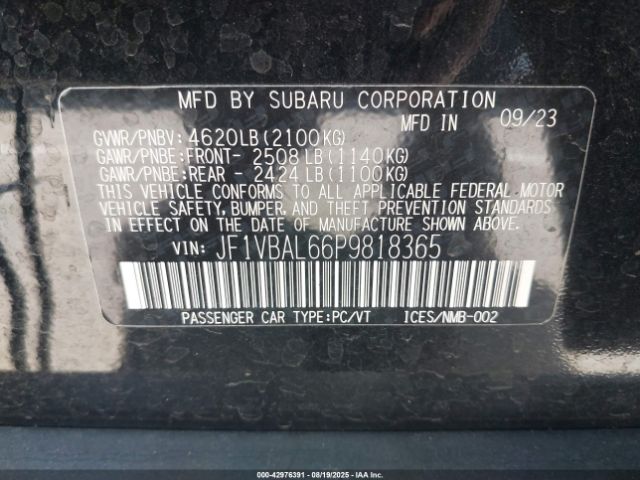 MFD BY SUBARU CORPORATION
MFD IN 09/23
GVWR/PNBV: 4620LB(2100KG)
GAWR/PNBE:FRONT- 2508 LB(1140KG)
GAWR/PNBE:REAR - 2424 LB(1100KG)
THIS VEHICLE CONFORMS TO ALL APPLICABLE FEDERAL MOTOR
VEHICLE SAFETY, BUMPER, AND THEFT PREVENTION STANDARDS
IN EFFECT ON THE DATE OF MANUFACTURE SHOWN ABOVE.
VIN: JF1VBAL66P9818365
PASSENGER CAR TYPE:PC/VT ICES/NMB-002
000-42976391 - 08/19/2025 - IAA Inc.